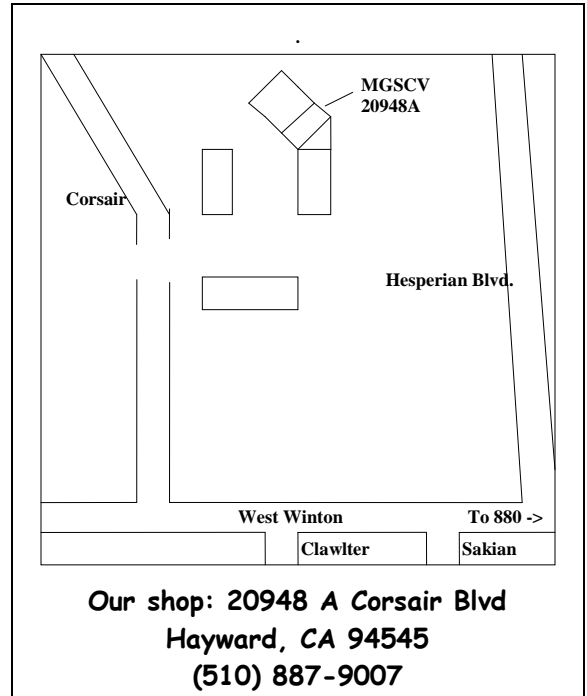 MGSCV
20948A
Corsair
Hesperian Blvd.
West Winton
To 880 ->
Clawlter
Sakian
Our shop: 20948 A Corsair Blvd
Hayward, CA 94545
(510) 887-9007